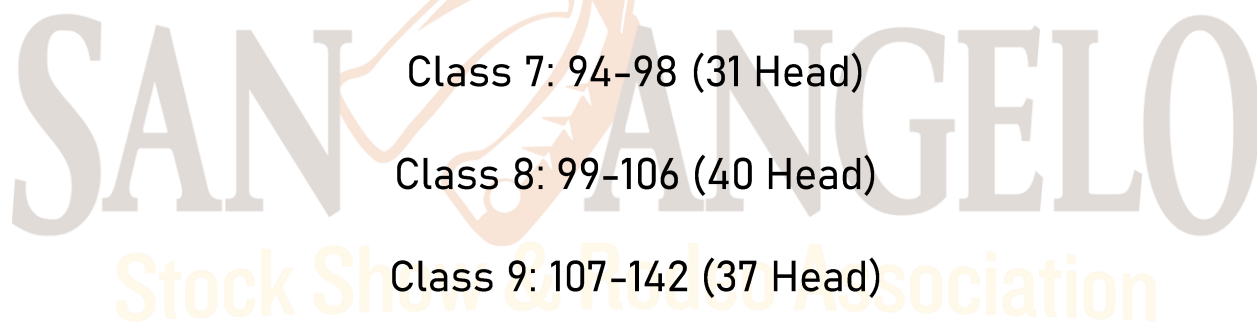 SAN ANGELO
Class 7: 94-98 (31 Head)
Class 8: 99-106 (40 Head)
Stock Show & Rodeo Association
Class 9: 107-142 (37 Head)